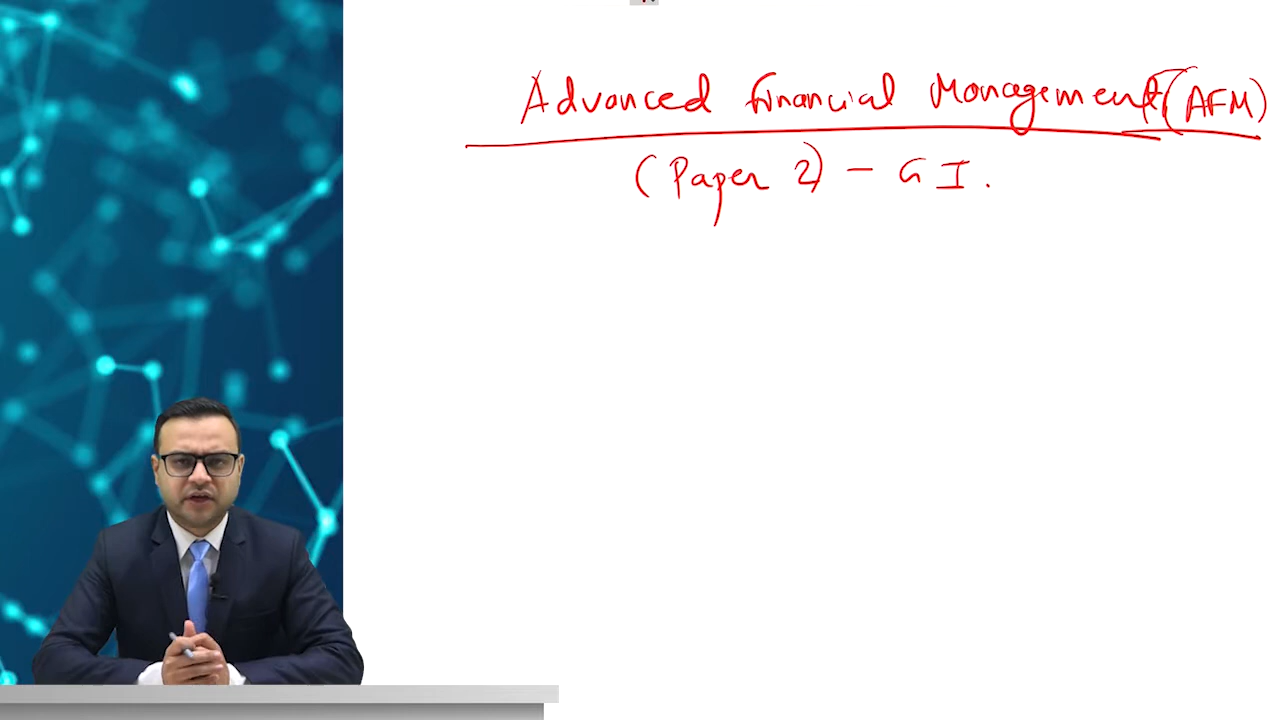 Advanced Financial Management (AFM)
(Paper 2) - G I.